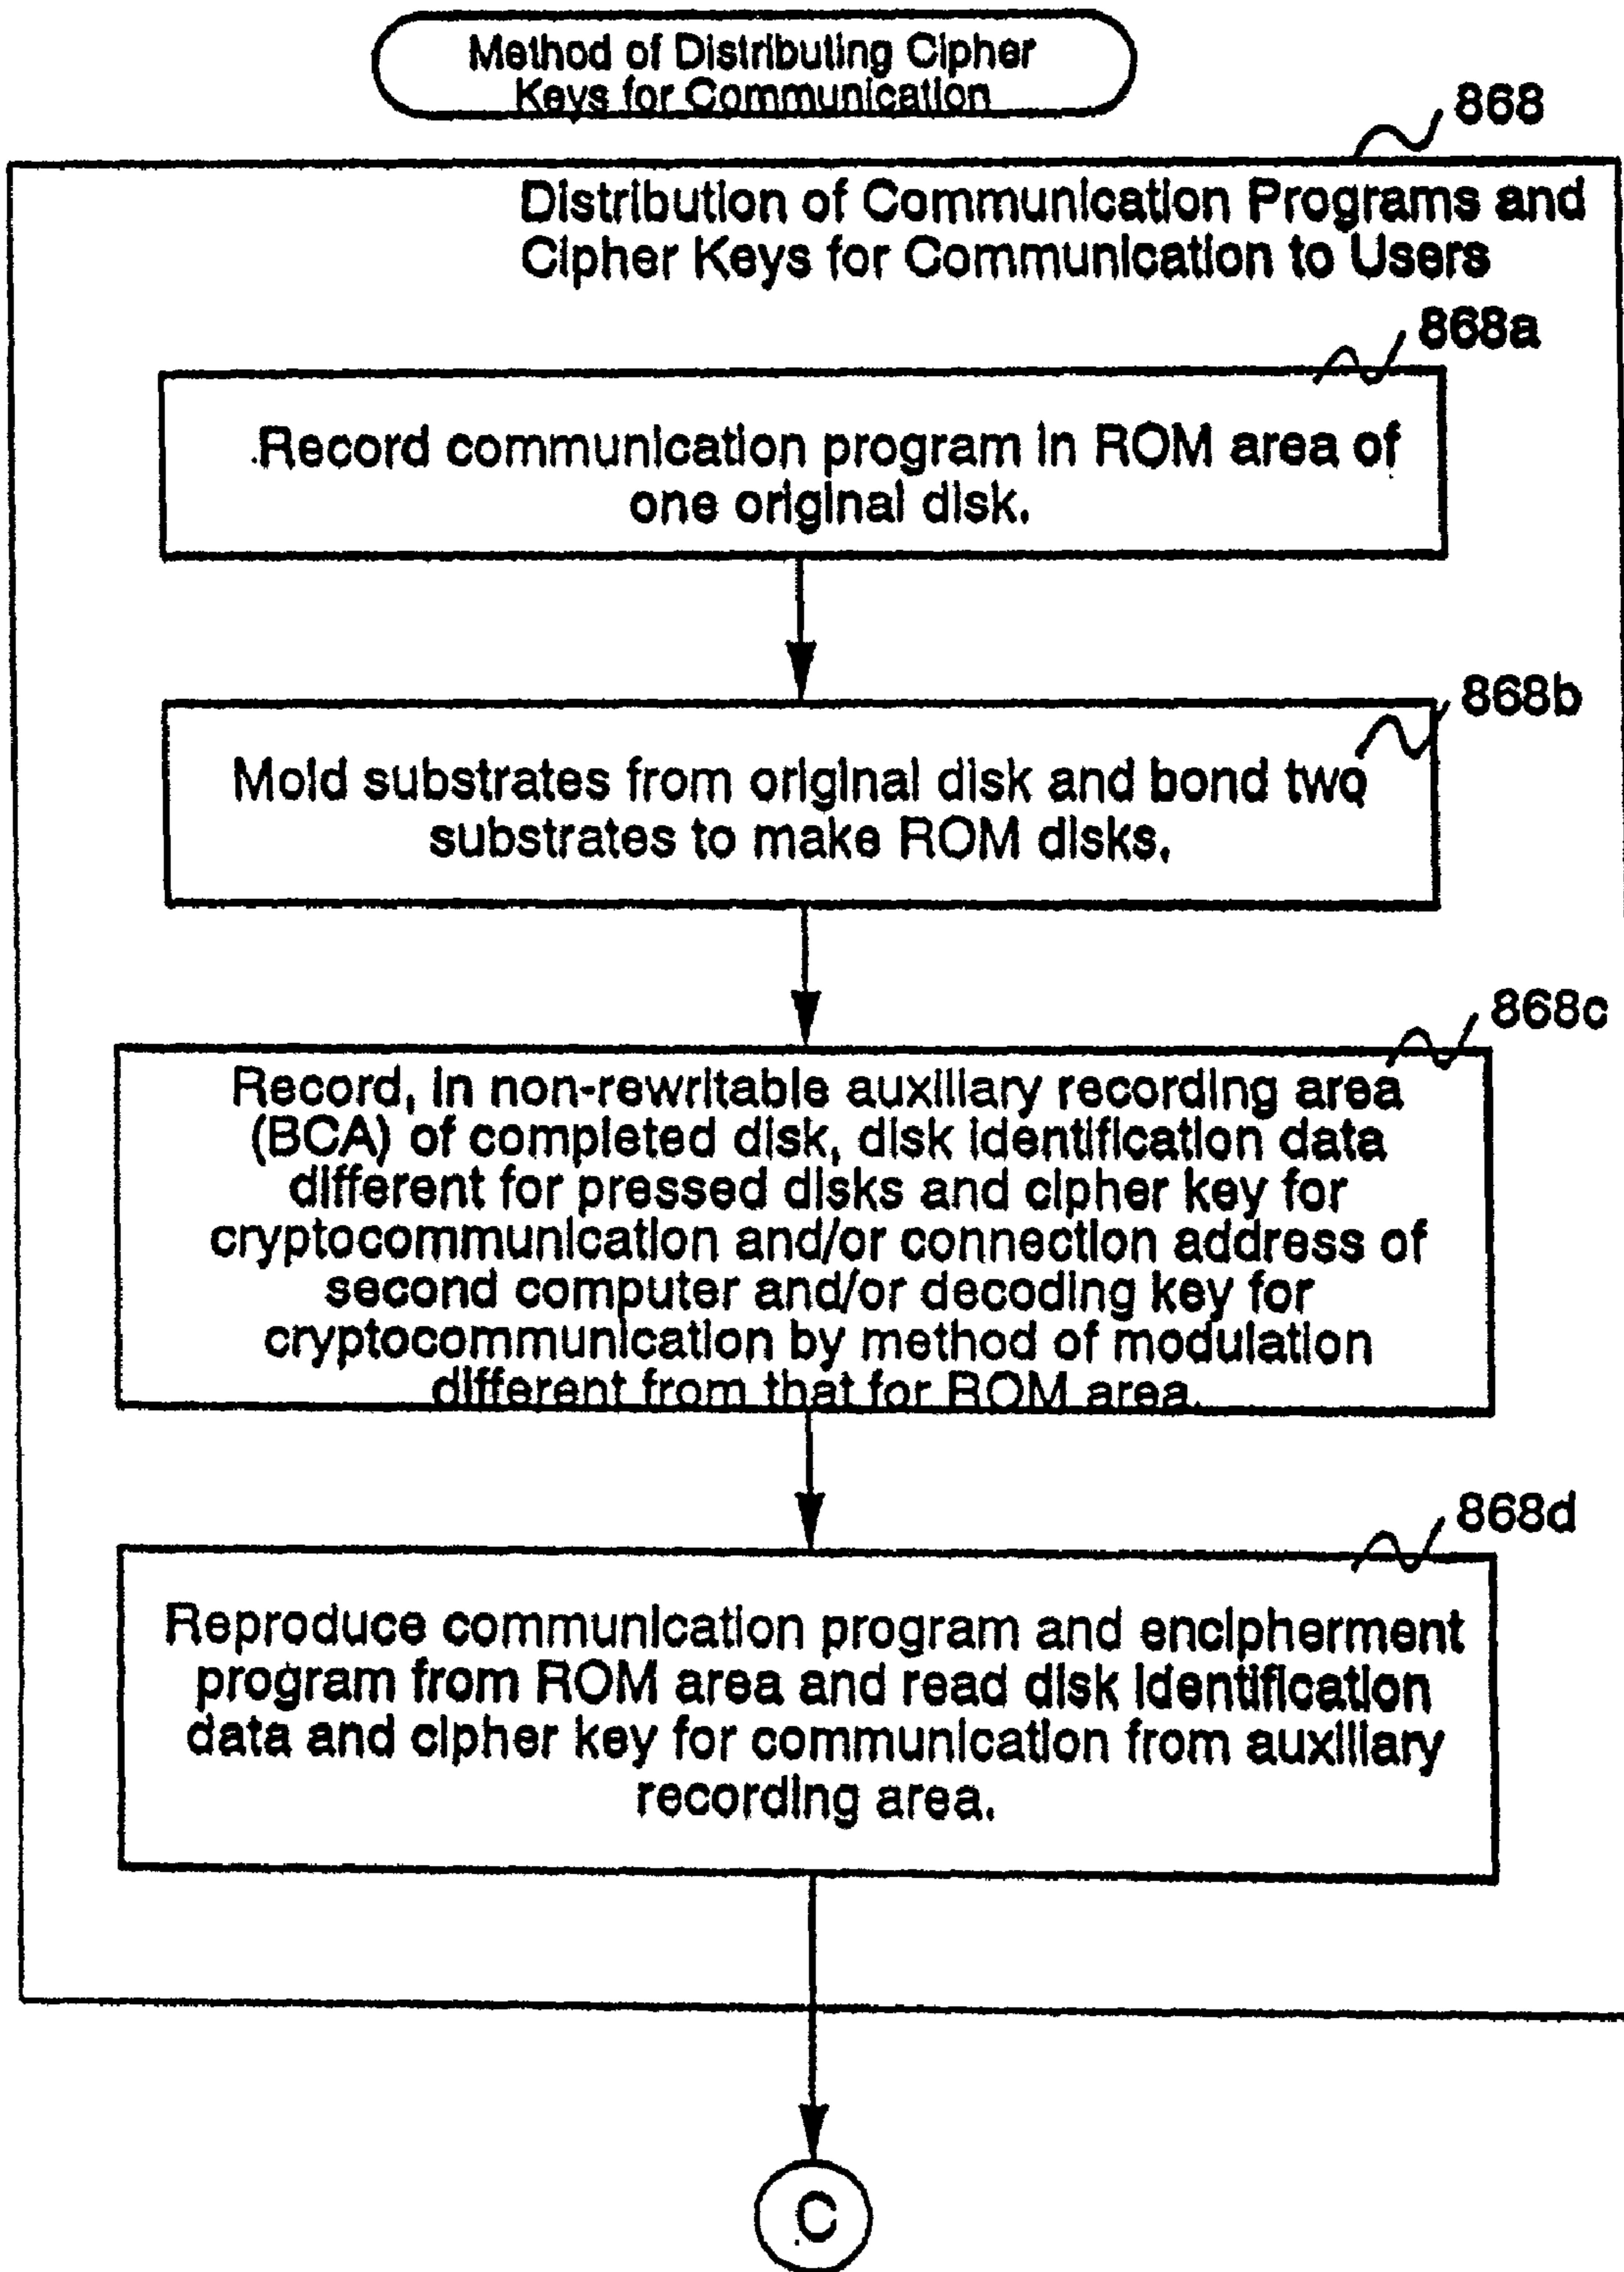 Method of Distributing Cipher
Keys for Communication
868
Distribution of Communication Programs and
Cipher Keys for Communication to Users
868a
Record communication program in ROM area of
one original disk.
868b
Mold substrates from original disk and bond two
substrates to make ROM disks.
868c
Record, in non-rewritable auxiliary recording area
(BCA) of completed disk, disk identification data
different for pressed disks and cipher key for
cryptocommunication and/or connection address of
second computer and/or decoding key for
cryptocommunication by method of modulation
different from that for ROM area.
868d
Reproduce communication program and encipherment
program from ROM area and read disk identification
data and cipher key for communication from auxiliary
recording area.
C